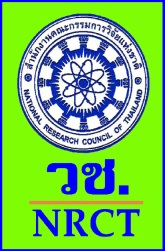 สำนักงานคณะกรรมการวิจัยแห่งชาติ
NATIONAL RESEARCH COUNCIL OF THAILAND
วช.
NRCT